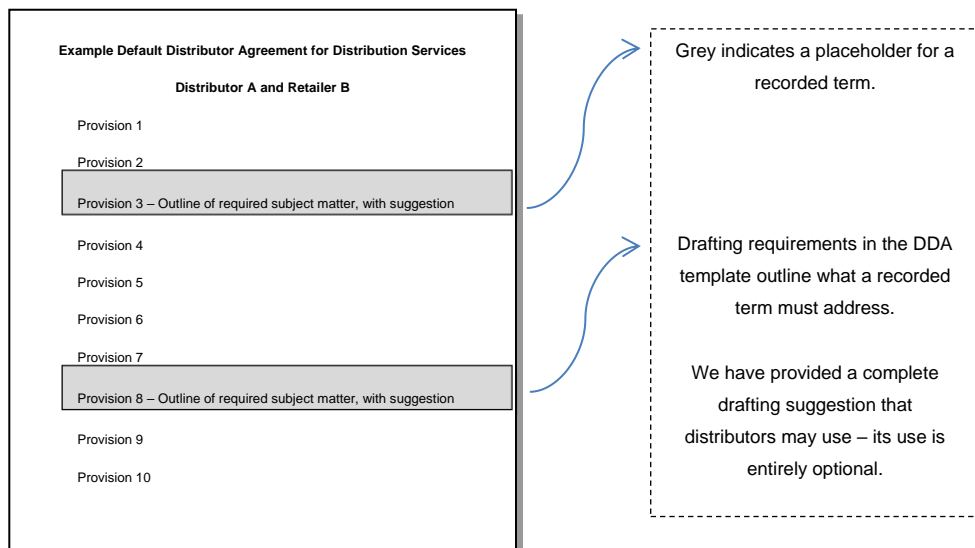 Example Default Distributor Agreement for Distribution Services
Distributor A and Retailer B
Provision 1
Provision 2
Provision 3 – Outline of required subject matter, with suggestion
Provision 4
Provision 5
Provision 6
Provision 7
Provision 8 – Outline of required subject matter, with suggestion
Provision 9
Provision 10
Grey indicates a placeholder for a
recorded term.
Drafting requirements in the DDA
template outline what a recorded
term must address.
We have provided a complete
drafting suggestion that
distributors may use – its use is
entirely optional.